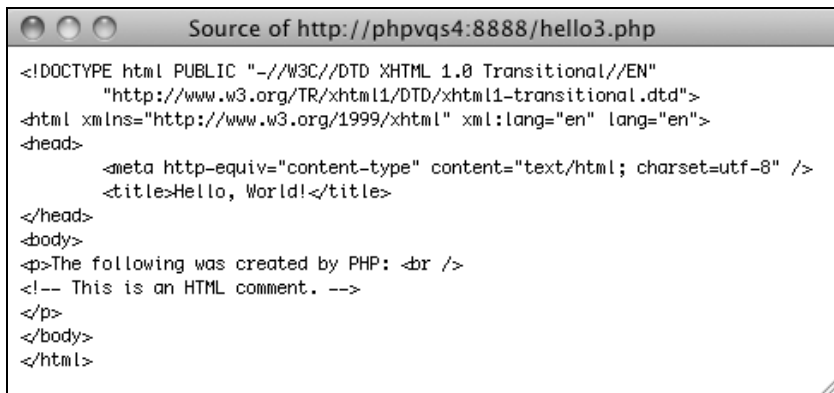 Source of http://phpvqs4:8888/hello3.php
<!DOCTYPE html PUBLIC "-//W3C//DTD XHTML 1.0 Transitional//EN"
"http://www.w3.org/TR/xhtml1/DTD/xhtml1-transitional.dtd">
<html xmlns="http://www.w3.org/1999/xhtml" xml:lang="en" lang="en">
<head>
<meta http-equiv="content-type" content="text/html; charset=utf-8" />
<title>Hello, World!</title>
</head>
<body>
<p>The following was created by PHP: <br />
<!-- This is an HTML comment. -->
</p>
</body>
</html>